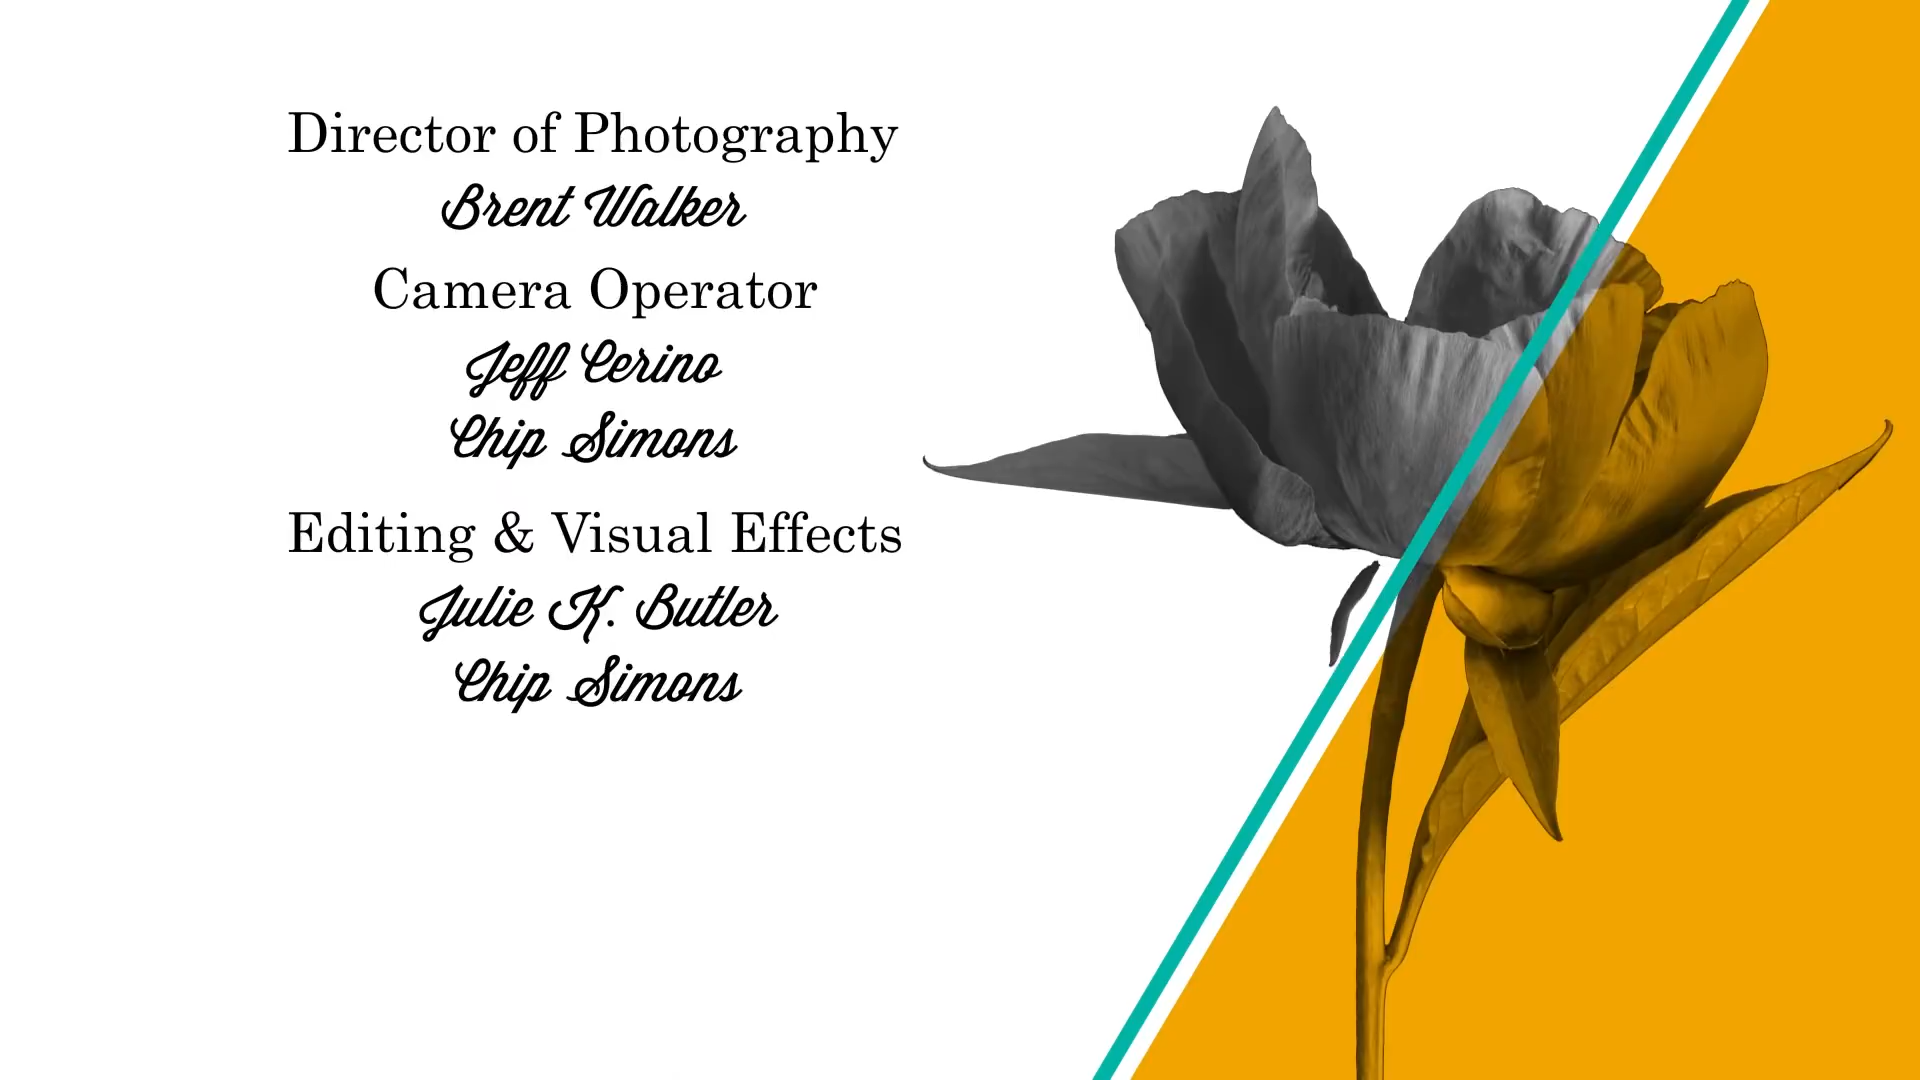 Director of Photography
Brent Walker
Camera Operator
Jeff Cerino
Chip Simons
Editing & Visual Effects
Julie K. Butler
Chip Simons